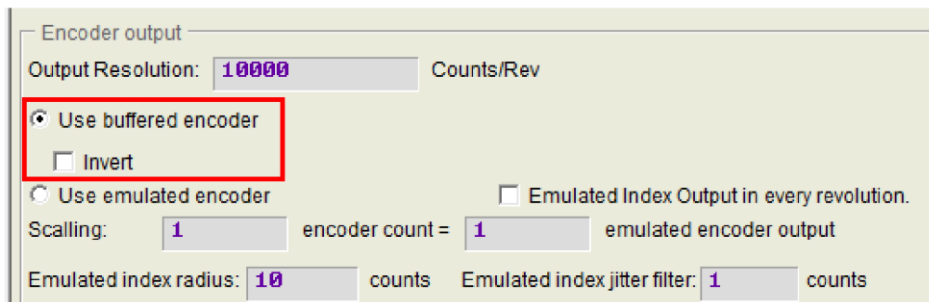 Encoder output
Output Resolution: 10000 Counts/Rev
Use buffered encoder
Invert
Use emulated encoder Emulated Index Output in every revolution.
Scalling: 1 encoder count = 1 emulated encoder output
Emulated index radius: 10 counts Emulated index jitter filter: 1 counts